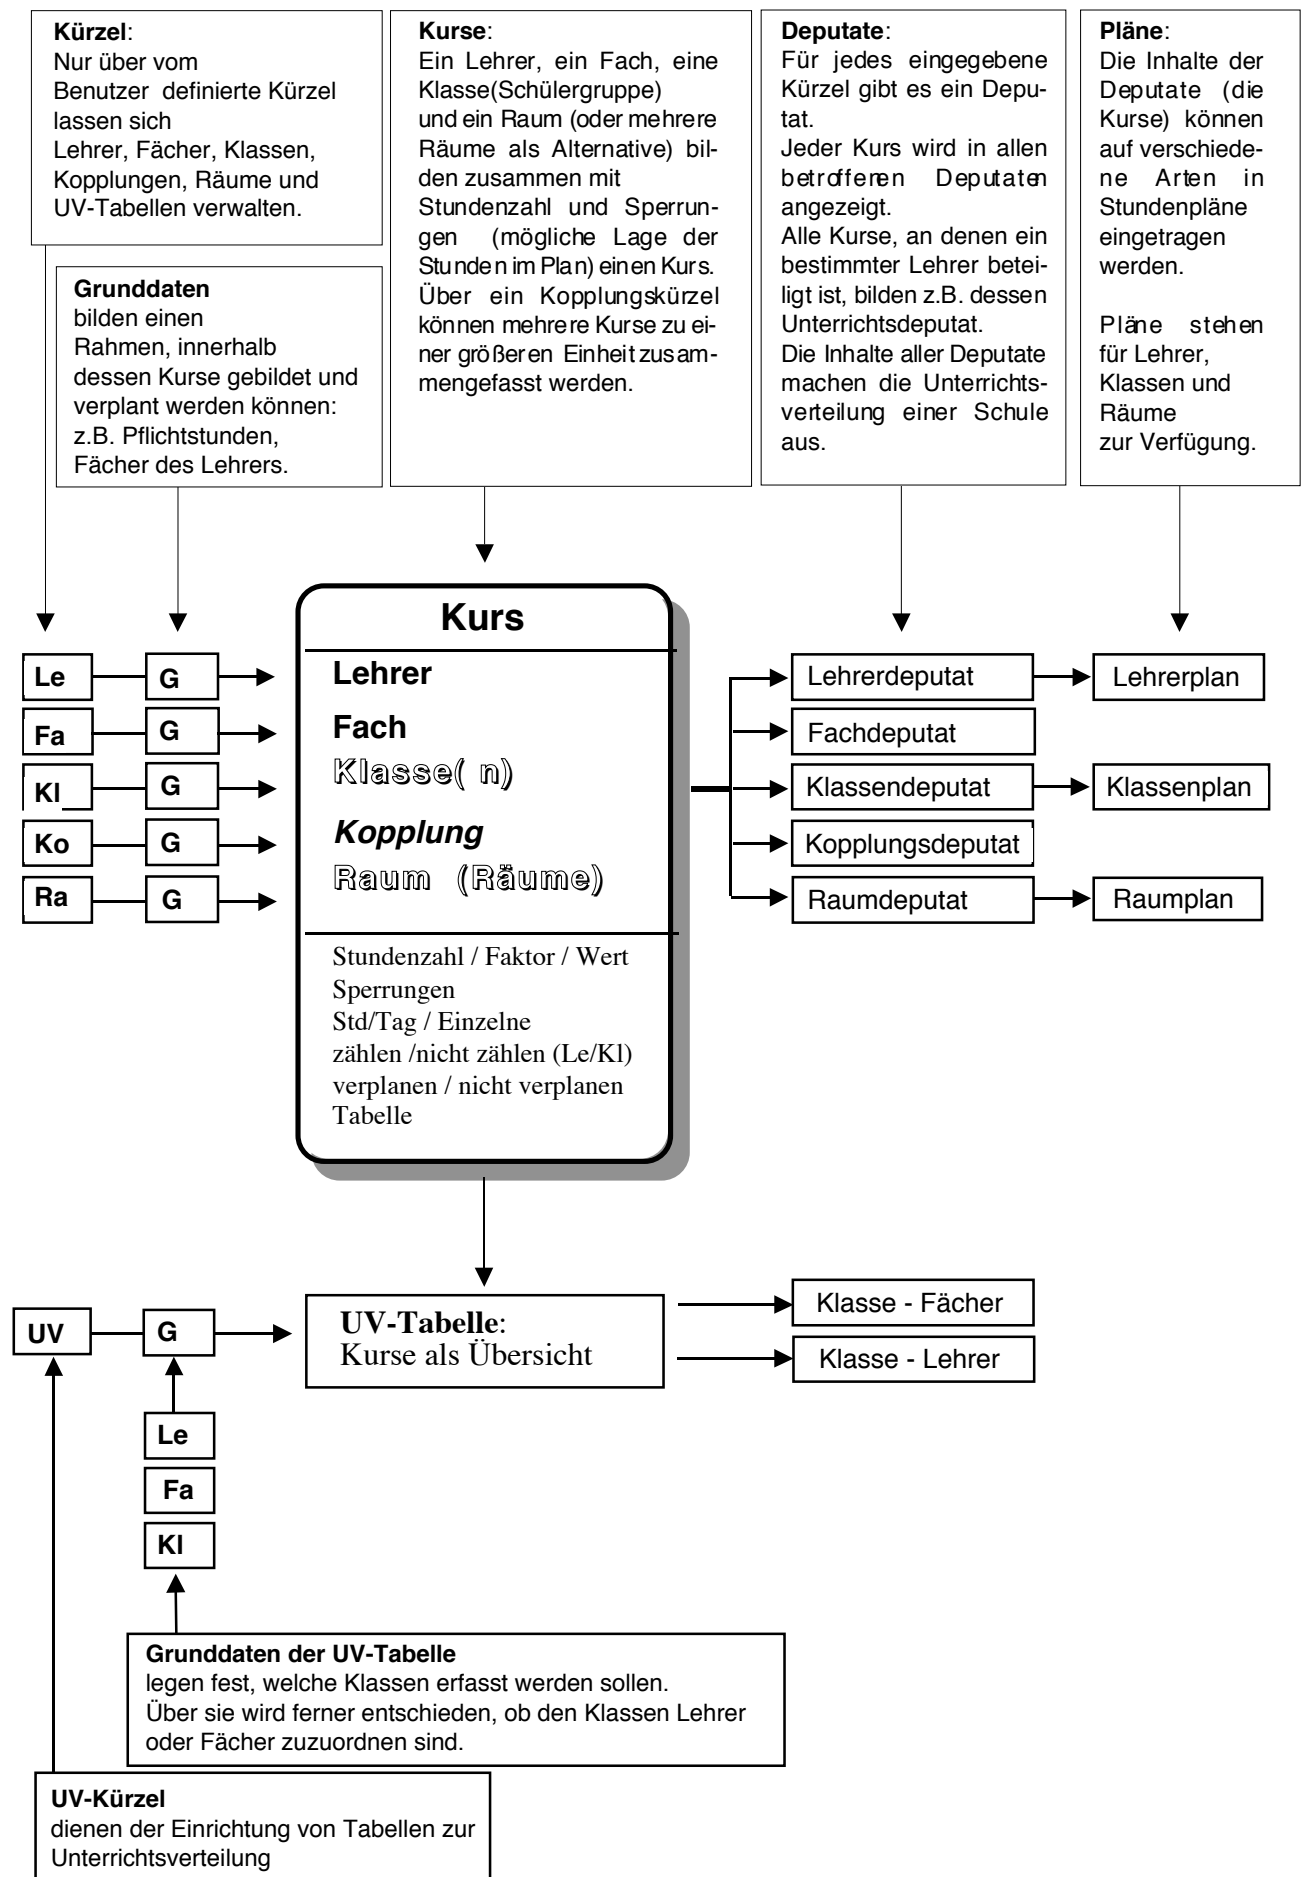 Kürzel:
Nur über vom
Benutzer definierte Kürzel
lassen sich
Lehrer, Fächer, Klassen,
Kopplungen, Räume und
UV-Tabellen verwalten.
Grunddaten
bilden einen
Rahmen, innerhalb
dessen Kurse gebildet und
verplant werden können:
z.B. Pflichtstunden,
Fächer des Lehrers.
Kurse:
Ein Lehrer, ein Fach, eine
Klasse(Schülergruppe)
und ein Raum (oder mehrere
Räume als Alternative) bil-
den zusammen mit
Stundenzahl und Sperrun-
gen (mögliche Lage der
Stunden im Plan) einen Kurs.
Über ein Kopplungskürzel
können mehrere Kurse zu ei-
ner größeren Einheit zusam-
mengefasst werden.
Deputate:
Für jedes eingegebene
Kürzel gibt es ein Depu-
tat.
Jeder Kurs wird in allen
betroffenen Deputaten
angezeigt.
Alle Kurse, an denen ein
bestimmter Lehrer betei-
ligt ist, bilden z.B. dessen
Unterrichtsdeputat.
Die Inhalte aller Deputate
machen die Unterrichts-
verteilung einer Schule
aus.
Pläne:
Die Inhalte der
Deputate (die
Kurse) können
auf verschiede-
ne Arten in
Stundenpläne
eingetragen
werden.
Pläne stehen
für Lehrer,
Klassen und
Räume
zur Verfügung.
Le G
Fa G
Kl G
Ko G
Ra G
Kurs
Lehrer
Fach
Klasse( n)
Kopplung
Raum (Räume)
Stundenzahl / Faktor / Wert
Sperrungen
Std/Tag / Einzelne
zählen /nicht zählen (Le/Kl)
verplanen / nicht verplanen
Tabelle
Lehrerdeputat Lehrerplan
Fachdeputat
Klassendeputat Klassenplan
Kopplungsdeputat
Raumdeputat Raumplan
UV G
UV-Tabelle:
Kurse als Übersicht
Klasse - Fächer
Klasse - Lehrer
Le
Fa
Kl
Grunddaten der UV-Tabelle
legen fest, welche Klassen erfasst werden sollen.
Über sie wird ferner entschieden, ob den Klassen Lehrer
oder Fächer zuzuordnen sind.
UV-Kürzel
dienen der Einrichtung von Tabellen zur
Unterrichtsverteilung